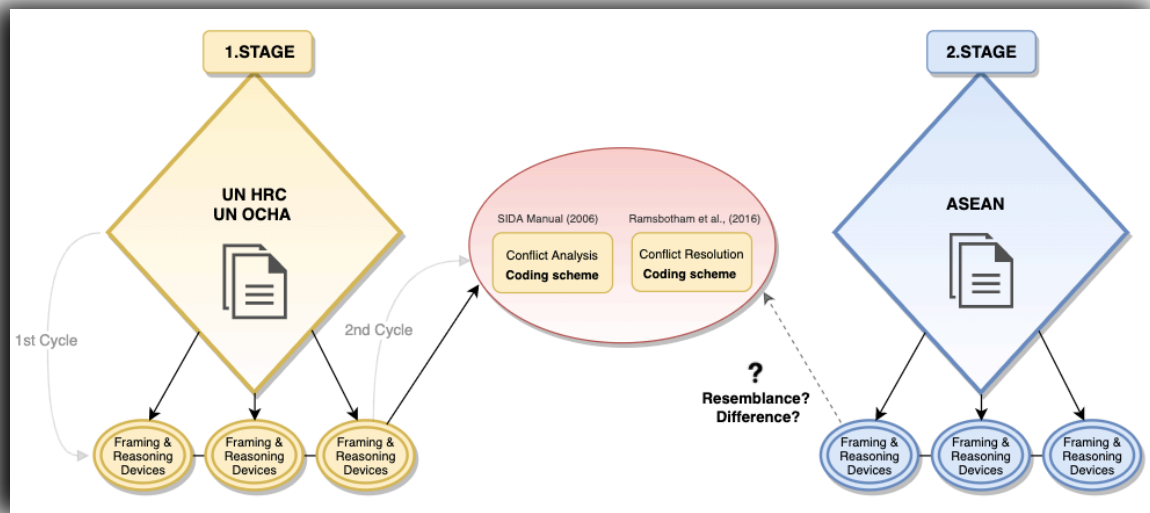 1.STAGE
2.STAGE
UN HRC
UN OCHA
SIDA Manual (2006)
Conflict Analysis
Coding scheme
Ramsbotham et al., (2016)
Conflict Resolution
Coding scheme
ASEAN
1st Cycle
2nd Cycle
?
Resemblance?
Difference?
Framing &
Reasoning
Devices
Framing &
Reasoning
Devices
Framing &
Reasoning
Devices
Framing &
Reasoning
Devices
Framing &
Reasoning
Devices
Framing &
Reasoning
Devices